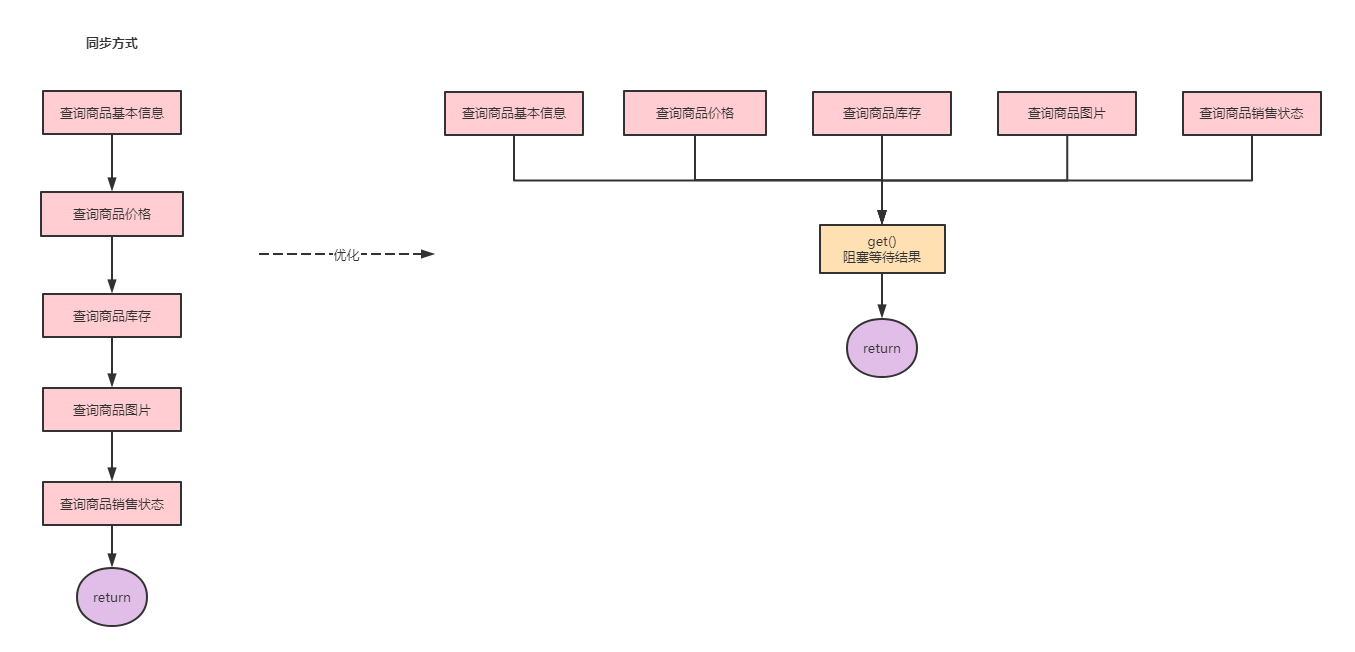 同步方式
查询商品基本信息
查询商品价格
查询商品库存
查询商品图片
查询商品销售状态
return
优化
查询商品基本信息
查询商品价格
查询商品库存
查询商品图片
查询商品销售状态
get()
阻塞等待结果
return